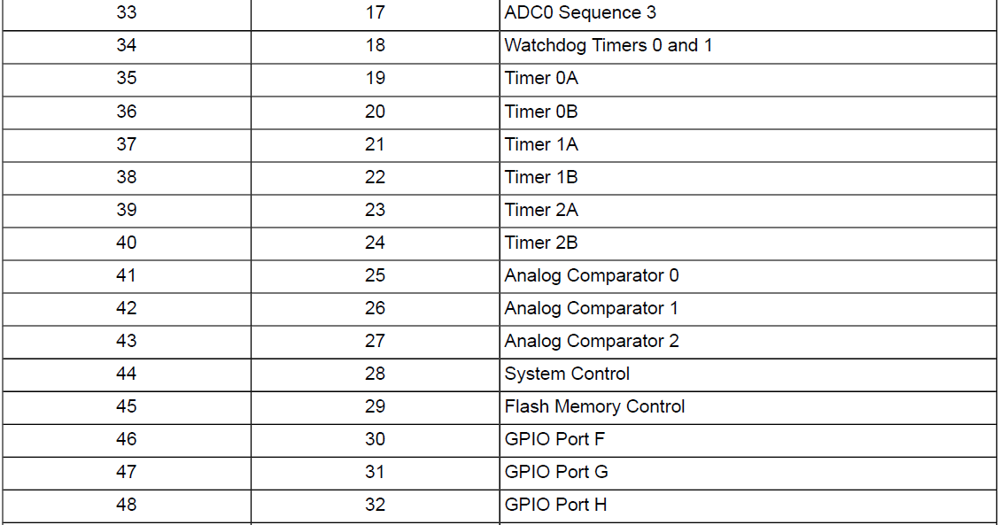 33 17 ADC0 Sequence 3
34 18 Watchdog Timers 0 and 1
35 19 Timer 0A
36 20 Timer 0B
37 21 Timer 1A
38 22 Timer 1B
39 23 Timer 2A
40 24 Timer 2B
41 25 Analog Comparator 0
42 26 Analog Comparator 1
43 27 Analog Comparator 2
44 28 System Control
45 29 Flash Memory Control
46 30 GPIO Port F
47 31 GPIO Port G
48 32 GPIO Port H